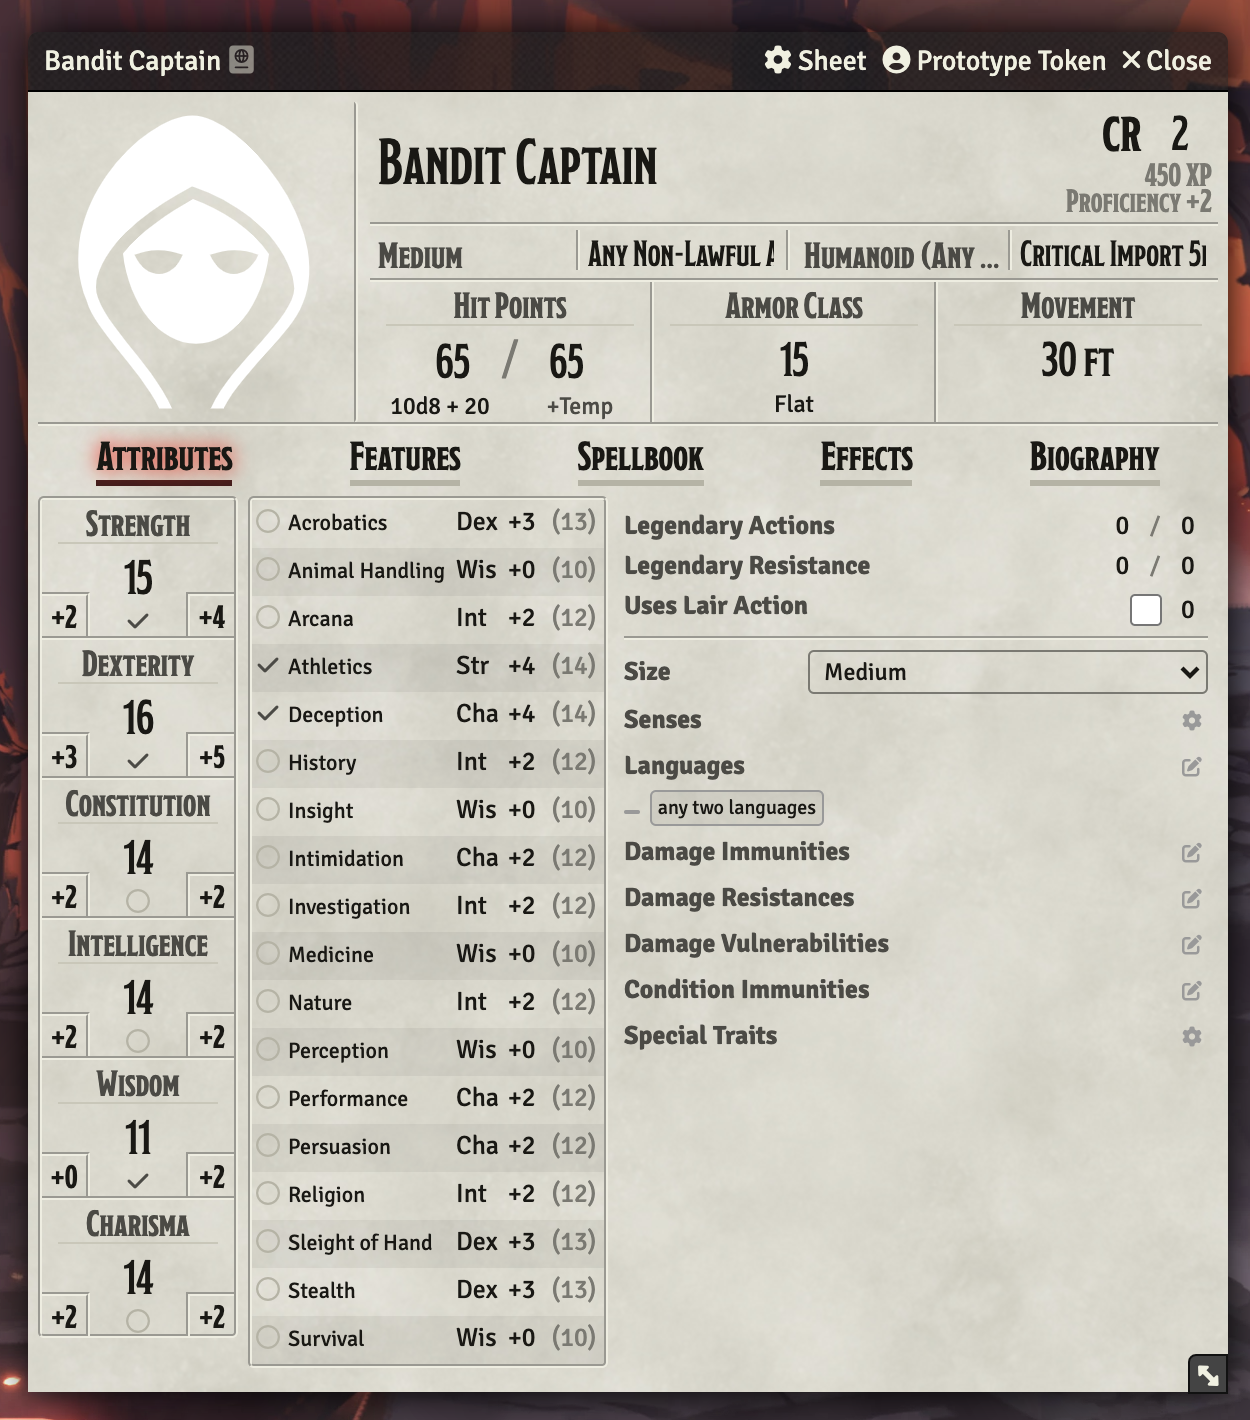 Bandit Captain Sheet Prototype Token Close
Bandit Captain
CR 2
450 XP
Proficiency +2
Medium Any Non-Lawful Humanoid (Any ... Critical Import
Hit Points Armor Class Movement
65 / 65 15 30 ft
10d8 + 20 +Temp Flat
Attributes Features Spellbook Effects Biography
Strength
15
+2 +4
Dexterity
16
+3 +5
Constitution
14
+2 +2
Intelligence
14
+2 +2
Wisdom
11
+0 +2
Charisma
14
+2 +2
Acrobatics Dex +3 (13)
Animal Handling Wis +0 (10)
Arcana Int +2 (12)
Athletics Str +4 (14)
Deception Cha +4 (14)
History Int +2 (12)
Insight Wis +0 (10)
Intimidation Cha +2 (12)
Investigation Int +2 (12)
Medicine Wis +0 (10)
Nature Int +2 (12)
Perception Wis +0 (10)
Performance Cha +2 (12)
Persuasion Cha +2 (12)
Religion Int +2 (12)
Sleight of Hand Dex +3 (13)
Stealth Dex +3 (13)
Survival Wis +0 (10)
Legendary Actions 0 / 0
Legendary Resistance 0 / 0
Uses Lair Action 0
Size Medium
Senses
Languages
any two languages
Damage Immunities
Damage Resistances
Damage Vulnerabilities
Condition Immunities
Special Traits